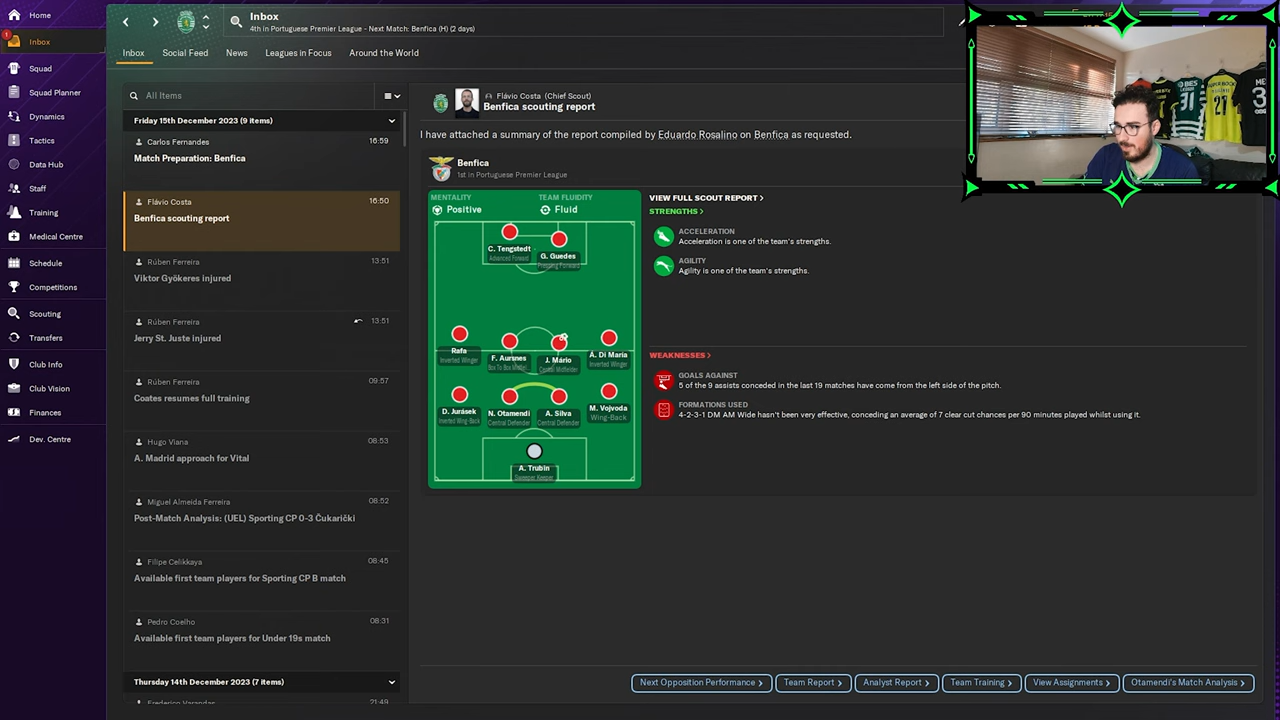 Home
Inbox
1
Squad
Squad Planner
Dynamics
Tactics
Data Hub
Staff
Training
Medical Centre
Schedule
Competitions
Scouting
Transfers
Club Info
Club Vision
Finances
Dev. Centre
Inbox
4th in Portuguese Premier League - Next Match: Benfica (H) (2 days)
Inbox Social Feed News Leagues in Focus Around the World
All Items
Friday 15th December 2023 (9 items)
Carlos Fernandes 16:59
Match Preparation: Benfica
Flávio Costa 16:50
Benfica scouting report
Rúben Ferreira 13:51
Viktor Gyökeres injured
Rúben Ferreira 13:51
Jerry St. Juste injured
Rúben Ferreira 09:57
Coates resumes full training
Hugo Viana 08:53
A. Madrid approach for Vital
Miguel Almeida Ferreira 08:52
Post-Match Analysis: (UEL) Sporting CP 0-3 Čukarički
Filipe Celikkaya 08:45
Available first team players for Sporting CP B match
Pedro Coelho 08:31
Available first team players for Under 19s match
Thursday 14th December 2023 (7 items)
Frederico Varandas 21:49
Flávio Costa (Chief Scout)
Benfica scouting report
I have attached a summary of the report compiled by Eduardo Rosalino on Benfica as requested.
Benfica
1st in Portuguese Premier League
MENTALITY TEAM FLUIDITY
Positive Fluid
C. Tengstedt
Advanced Forward
G. Guedes
Pressing Forward
Rafa
Inverted Winger
F. Aursnes
Box To Box Midfiel...
J. Mário
Central Midfielder
Á. Di María
Inverted Winger
D. Jurásek
Inverted Wing-Back
N. Otamendi
Central Defender
A. Silva
Central Defender
M. Vojvoda
Wing-Back
A. Trubin
Sweeper Keeper
VIEW FULL SCOUT REPORT >
STRENGTHS >
ACCELERATION
Acceleration is one of the team's strengths.
AGILITY
Agility is one of the team's strengths.
WEAKNESSES >
GOALS AGAINST
5 of the 9 assists conceded in the last 19 matches have come from the left side of the pitch.
FORMATIONS USED
4-2-3-1 DM AM Wide hasn't been very effective, conceding an average of 7 clear cut chances per 90 minutes played whilst using it.
Next Opposition Performance > Team Report > Analyst Report > Team Training > View Assignments > Otamendi's Match Analysis >
31
21